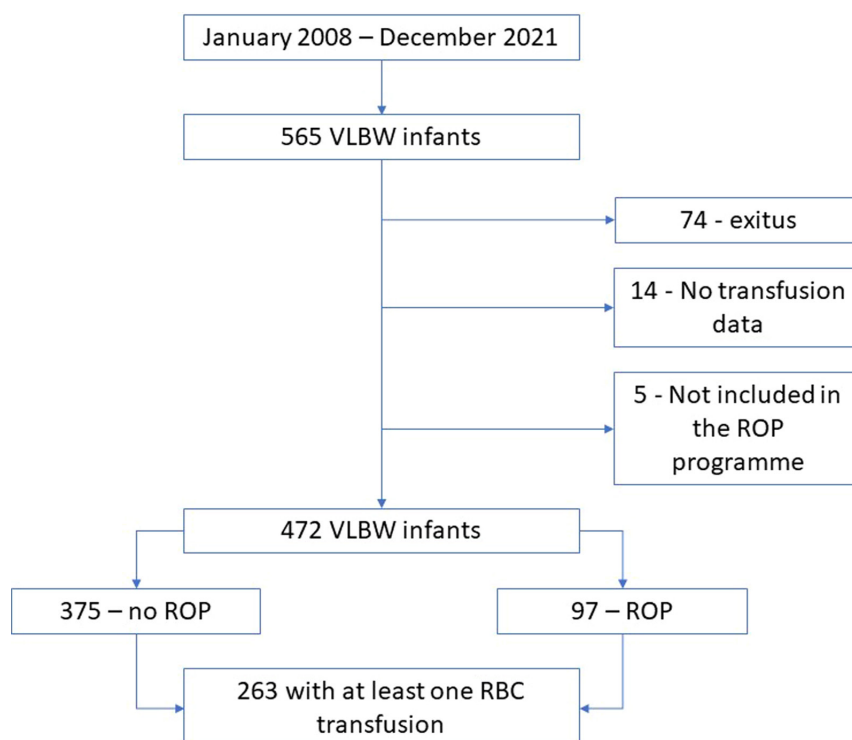 January 2008 – December 2021
565 VLBW infants
74 - exitus
14 - No transfusion
data
5 - Not included in
the ROP
programme
472 VLBW infants
375 – no ROP
97 – ROP
263 with at least one RBC
transfusion